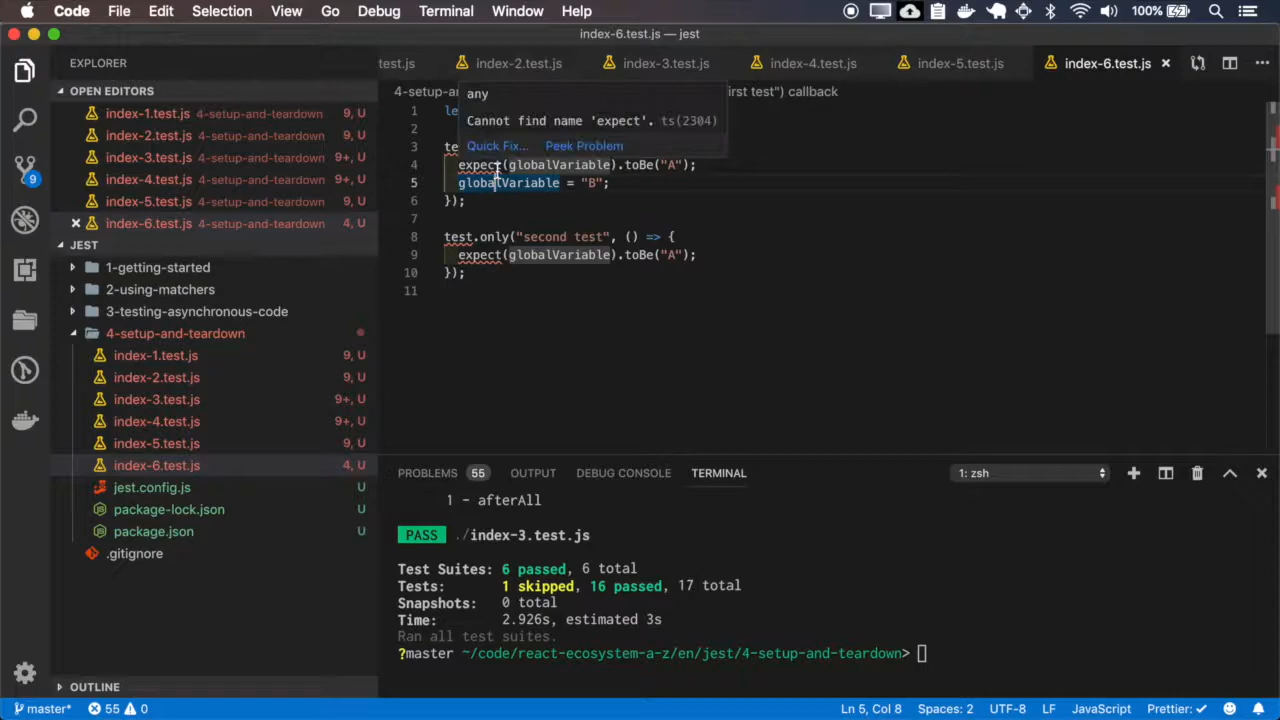 Code File Edit Selection View Go Debug Terminal Window Help 100%
index-6.test.js — jest
EXPLORER
test.js index-2.test.js index-3.test.js index-4.test.js index-5.test.js index-6.test.js
OPEN EDITORS
index-1.test.js 4-setup-and-teardown 9, U
index-2.test.js 4-setup-and-teardown 9, U
index-3.test.js 4-setup-and-teardown 9+, U
index-4.test.js 4-setup-and-teardown 9+, U
index-5.test.js 4-setup-and-teardown 9, U
index-6.test.js 4-setup-and-teardown 4, U
JEST
1-getting-started
2-using-matchers
3-testing-asynchronous-code
4-setup-and-teardown
index-1.test.js 9, U
index-2.test.js 9, U
index-3.test.js 9+, U
index-4.test.js 9+, U
index-5.test.js 9, U
index-6.test.js 4, U
jest.config.js U
package-lock.json U
package.json U
.gitignore
OUTLINE
4-setup-a irst test") callback
any
Cannot find name 'expect'. ts(2304)
Quick Fix... Peek Problem
1 le
2
3 te
4 expect(globalVariable).toBe("A");
5 globalVariable = "B";
6 });
7
8 test.only("second test", () => {
9 expect(globalVariable).toBe("A");
10 });
11
PROBLEMS 55 OUTPUT DEBUG CONSOLE TERMINAL 1: zsh
1 - afterAll
PASS ./index-3.test.js
Test Suites: 6 passed, 6 total
Tests: 1 skipped, 16 passed, 17 total
Snapshots: 0 total
Time: 2.926s, estimated 3s
Ran all test suites.
?master ~/code/react-ecosystem-a-z/en/jest/4-setup-and-teardown>
9
master* 55 0 Ln 5, Col 8 Spaces: 2 UTF-8 LF JavaScript Prettier: ✓